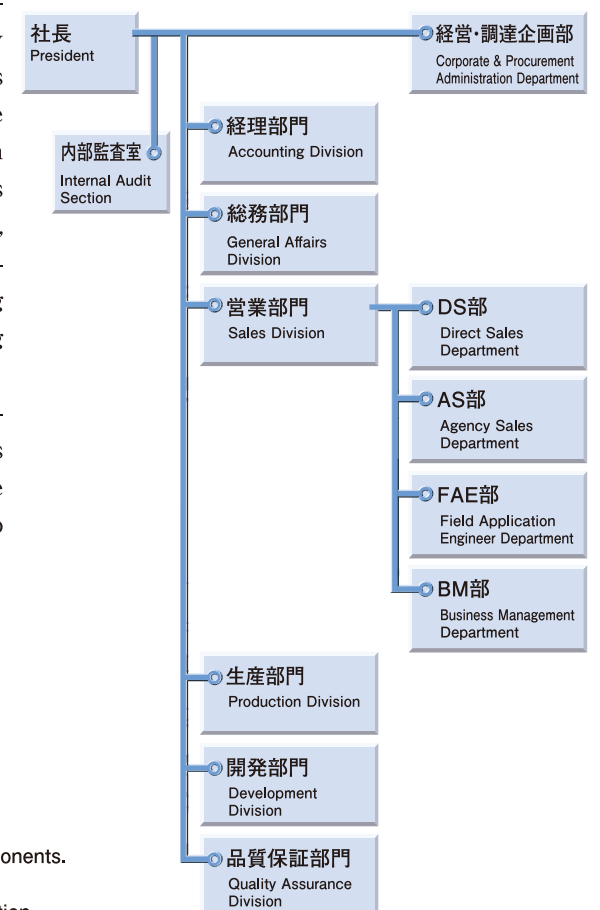 社長
President
経営・調達企画部
Corporate & Procurement
Administration Department
内部監査室
Internal Audit
Section
経理部門
Accounting Division
総務部門
General Affairs
Division
営業部門
Sales Division
DS部
Direct Sales
Department
AS部
Agency Sales
Department
FAE部
Field Application
Engineer Department
BM部
Business Management
Department
生産部門
Production Division
開発部門
Development
Division
品質保証部門
Quality Assurance
Division